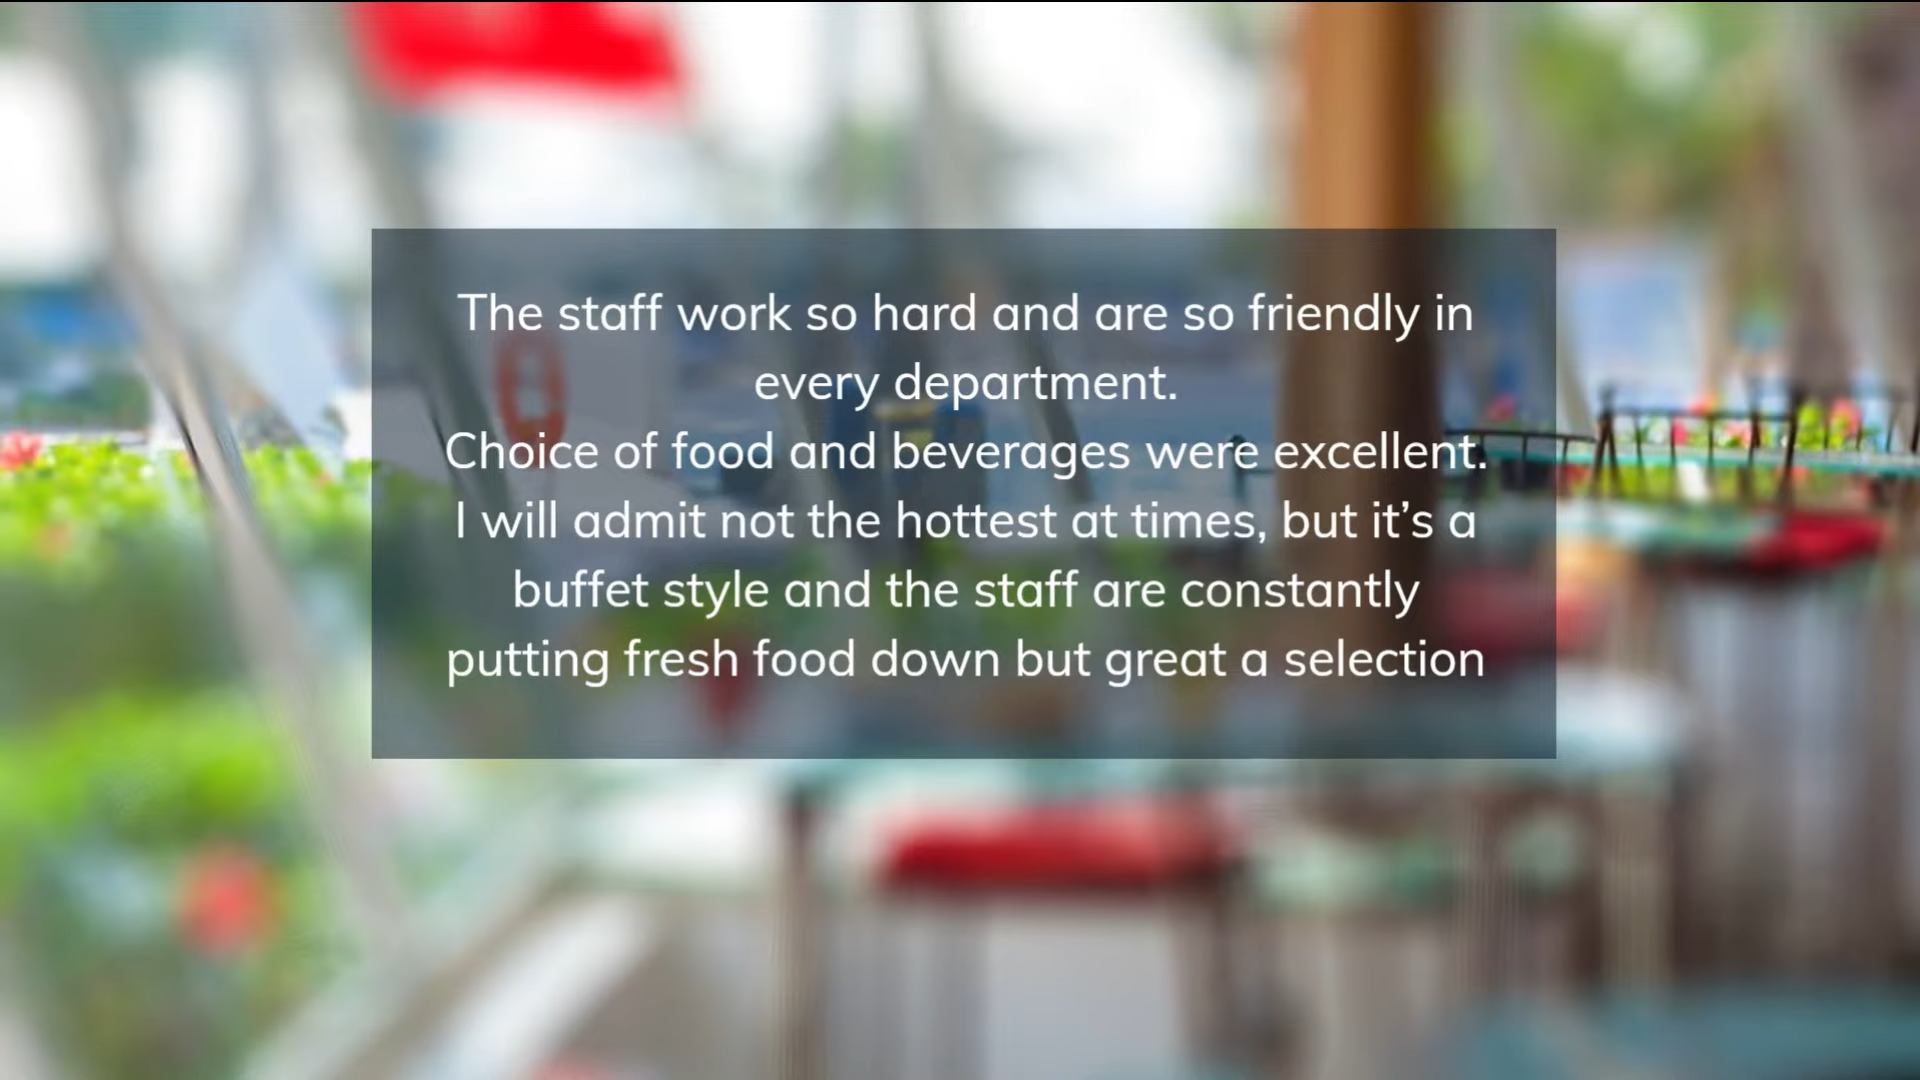 The staff work so hard and are so friendly in
every department.
Choice of food and beverages were excellent.
I will admit not the hottest at times, but it’s a
buffet style and the staff are constantly
putting fresh food down but great a selection